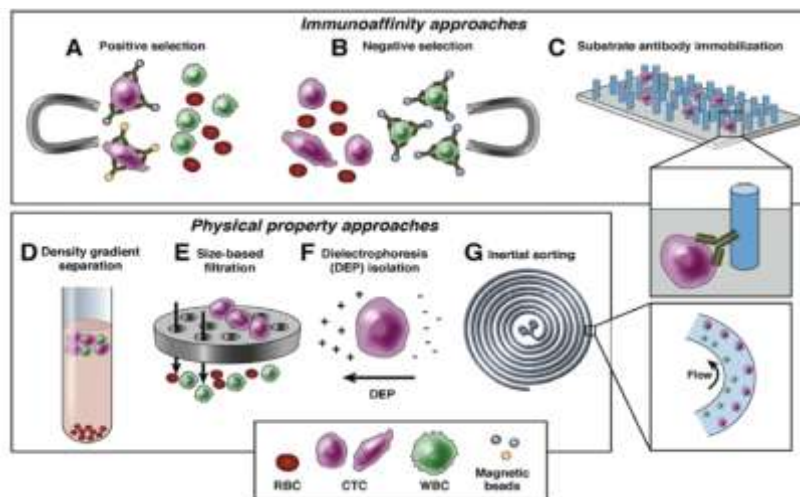 Immunoaffinity approaches
A Positive selection
B Negative selection
C Substrate antibody immobilization
Physical property approaches
D Density gradient
separation
E Size-based
filtration
F Dielectrophoresis
(DEP) isolation
G Inertial sorting
DEP
Flow
RBC
CTC
WBC
Magnetic
beads